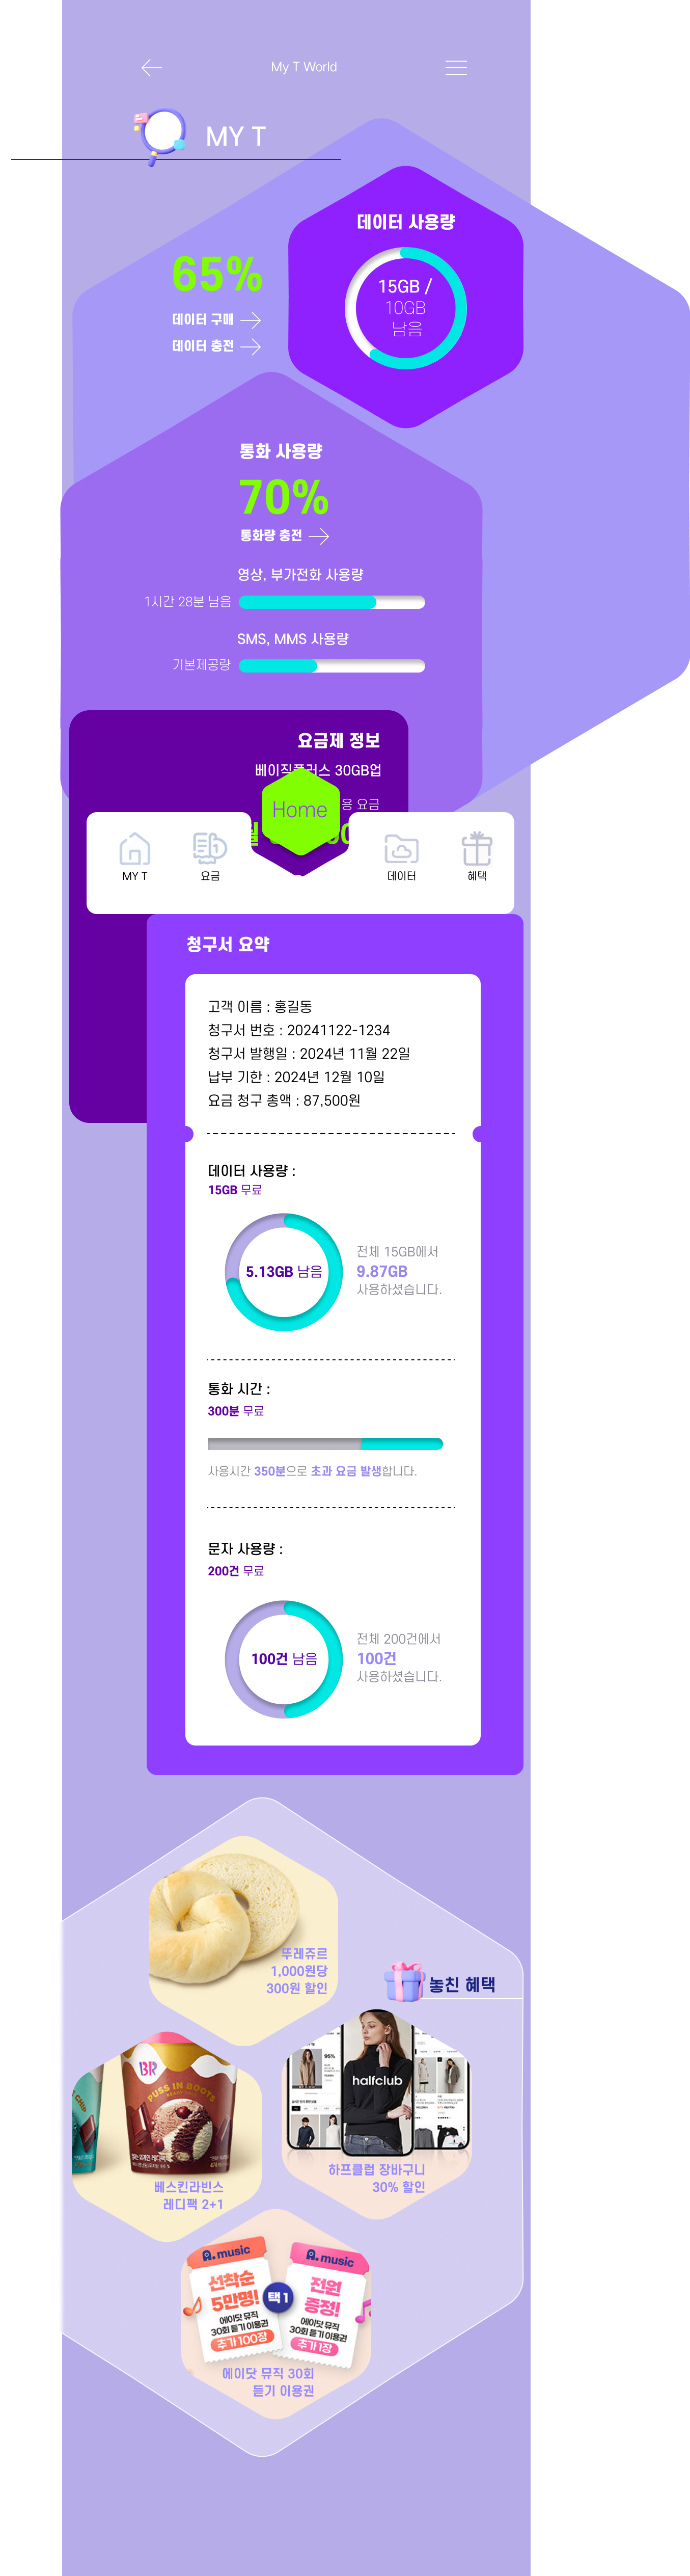 My T World
MY T
데이터 사용량
65%
데이터 구매
데이터 충전
15GB /
10GB
남음
통화 사용량
70%
통화량 충전
영상, 부가전화 사용량
1시간 28분 남음
SMS, MMS 사용량
기본제공량
요금제 정보
베이직플러스 30GB업
용 요금
월
Home
MY T
요금
데이터
혜택
청구서 요약
고객 이름 : 홍길동
청구서 번호 : 20241122-1234
청구서 발행일 : 2024년 11월 22일
납부 기한 : 2024년 12월 10일
요금 청구 총액 : 87,500원
데이터 사용량 :
15GB 무료
5.13GB 남음
전체 15GB에서
9.87GB
사용하셨습니다.
통화 시간 :
300분 무료
사용시간 350분으로 초과 요금 발생합니다.
문자 사용량 :
200건 무료
100건 남음
전체 200건에서
100건
사용하셨습니다.
뚜레쥬르
1,000원당
300원 할인
놓친 혜택
BR
PUSS IN BOOTS
베스킨라빈스
레디팩 2+1
95%
halfclub
하프클럽 장바구니
30% 할인
A. music
선착순
5만명!
에이닷 뮤직
30회 듣기 이용권
추가 100장
택1
A. music
전원
증정!
에이닷 뮤직
30회 듣기 이용권
추가 1장
에이닷 뮤직 30회
듣기 이용권